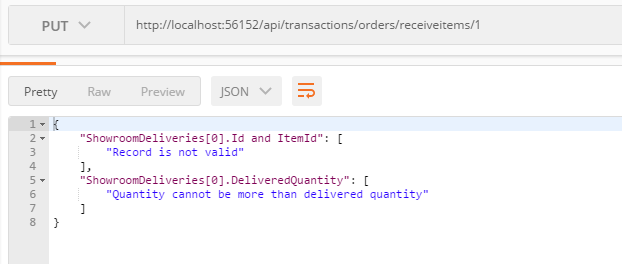 PUT http://localhost:56152/api/transactions/orders/receiveitems/1
Pretty Raw Preview JSON
1 {
2 "ShowroomDeliveries[0].Id and ItemId": [
3 "Record is not valid"
4 ],
5 "ShowroomDeliveries[0].DeliveredQuantity": [
6 "Quantity cannot be more than delivered quantity"
7 ]
8 }